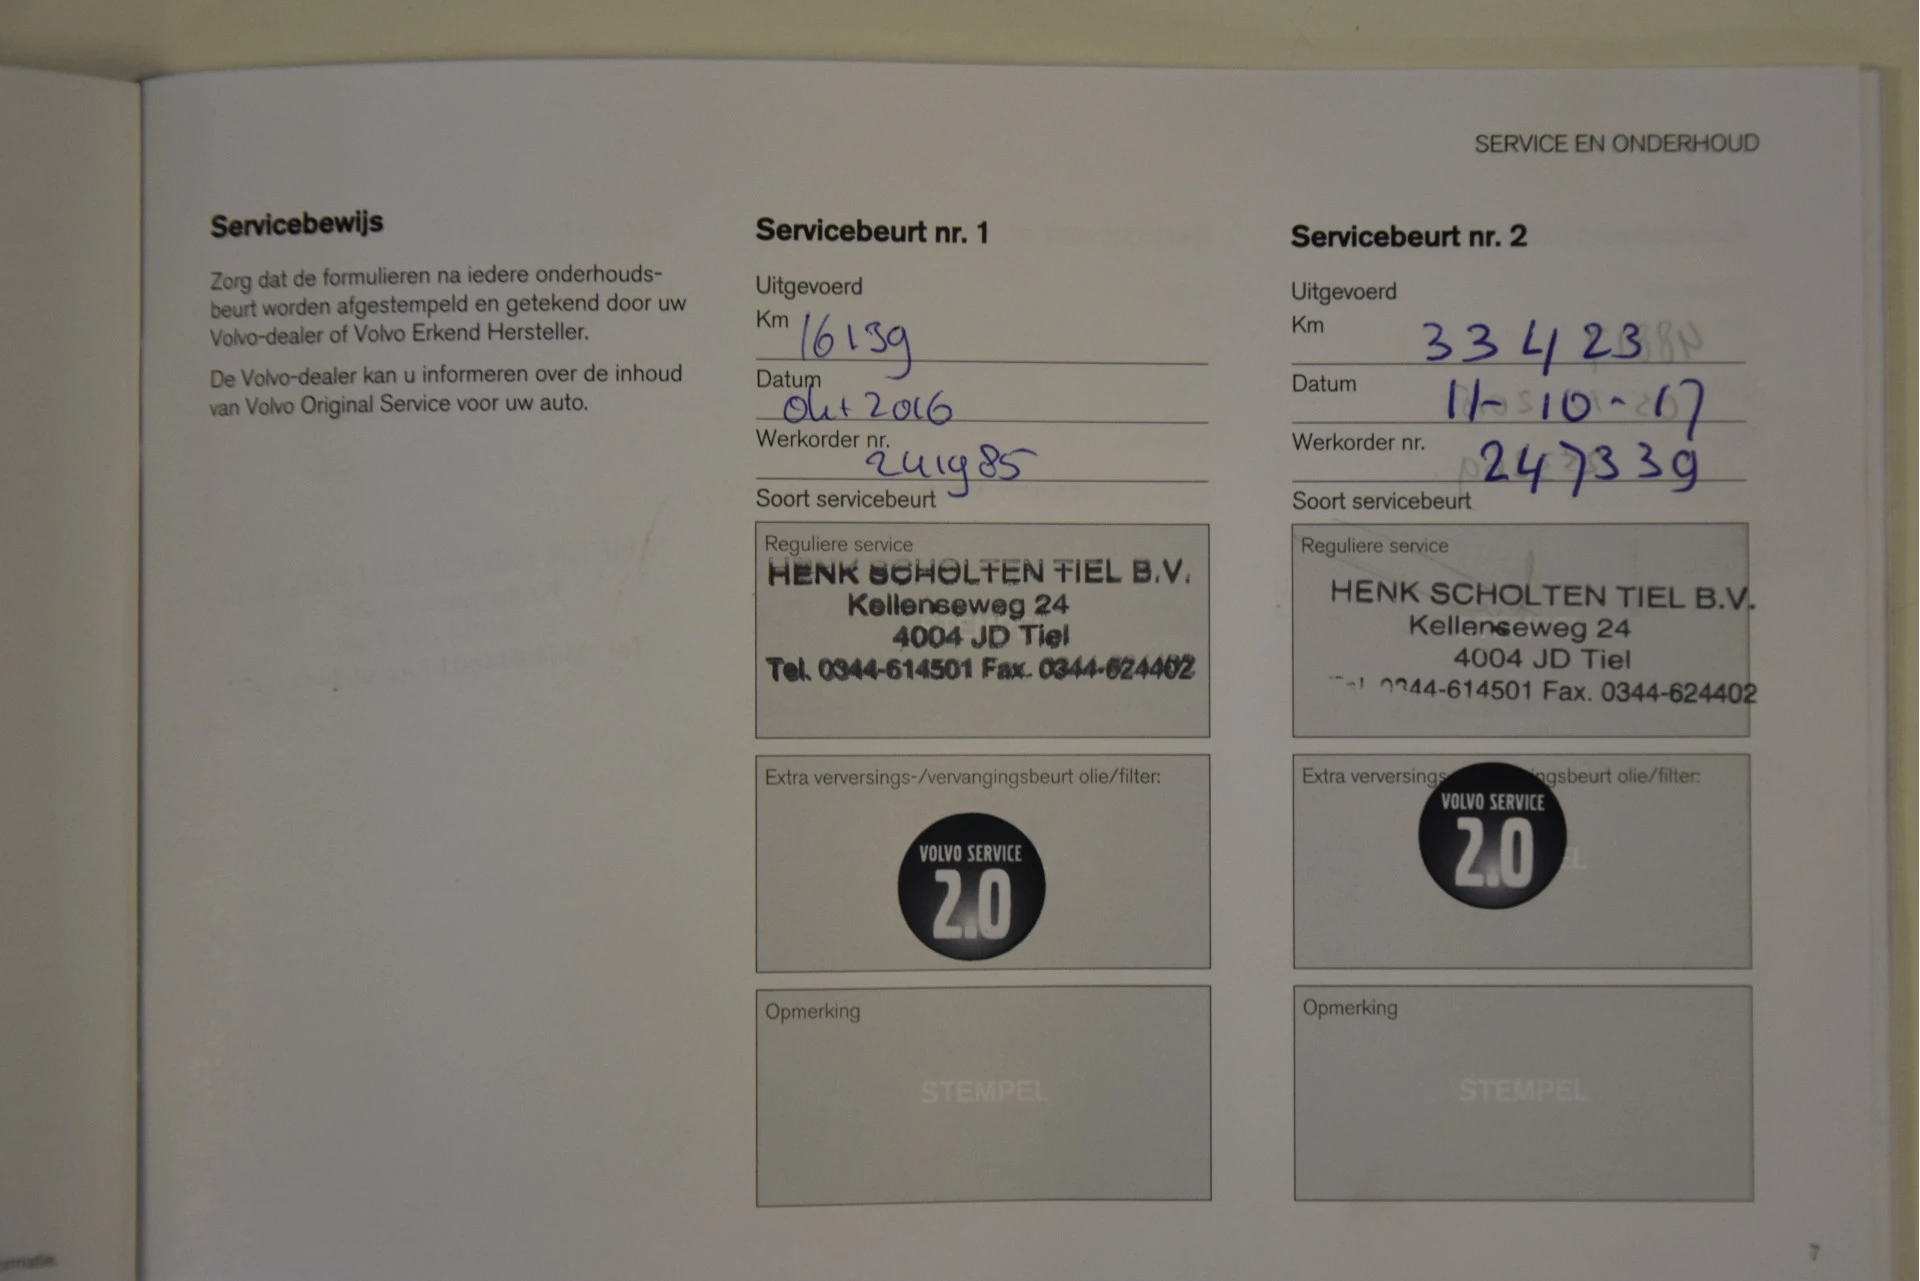 SERVICE EN ONDERHOUD
Servicebewijs
Zorg dat de formulieren na iedere onderhouds-
beurt worden afgestempeld en getekend door uw
Volvo-dealer of Volvo Erkend Hersteller.
De Volvo-dealer kan u informeren over de inhoud
van Volvo Original Service voor uw auto.
Servicebeurt nr. 1
Uitgevoerd
Km 16139
Datum
okt 2016
Werkorder nr.
241985
Soort servicebeurt
Reguliere service
HENK SCHOLTEN TIEL B.V.
Kellenseweg 24
4004 JD Tiel
Tel. 0344-614501 Fax. 0344-624402
Extra verversings-/vervangingsbeurt olie/filter:
VOLVO SERVICE
2.0
Opmerking
STEMPEL
Servicebeurt nr. 2
Uitgevoerd
Km 33423
Datum 11-10-17
Werkorder nr. 247339
Soort servicebeurt
Reguliere service
HENK SCHOLTEN TIEL B.V.
Kellenseweg 24
4004 JD Tiel
0344-614501 Fax. 0344-624402
Extra verversings ingsbeurt olie/filter:
VOLVO SERVICE
2.0
Opmerking
STEMPEL
7